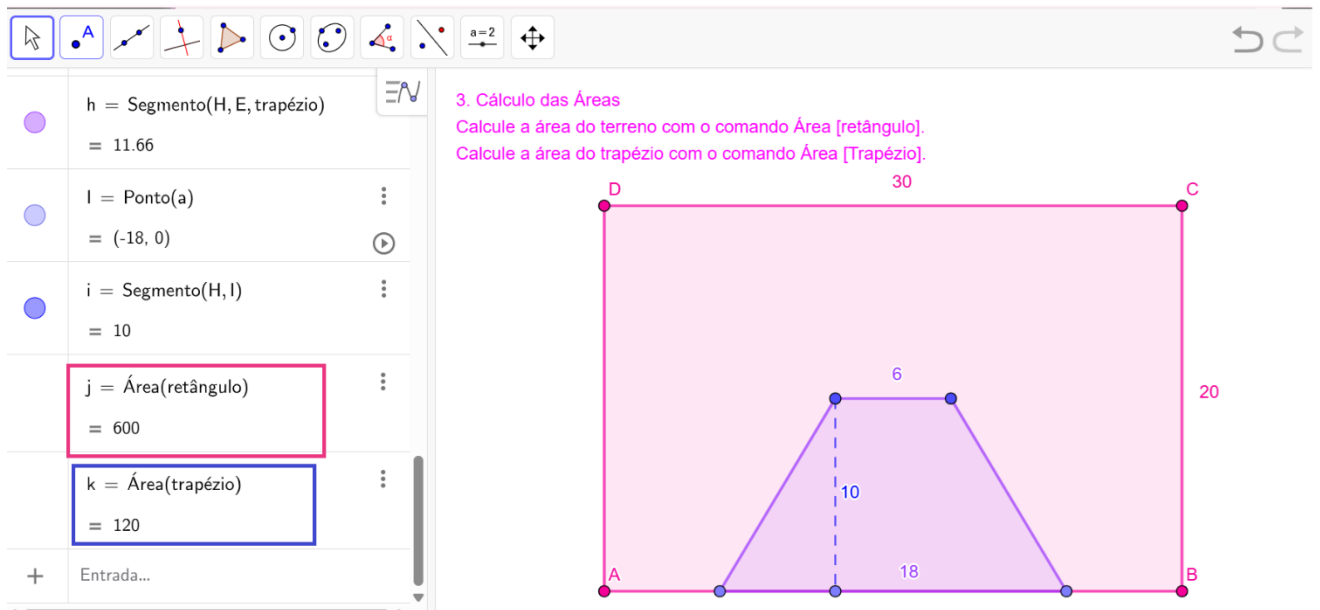 A
α
a=2
h = Segmento(H, E, trapézio)
= 11.66
I = Ponto(a)
= (-18, 0)
i = Segmento(H, I)
= 10
j = Área(retângulo)
= 600
k = Área(trapézio)
= 120
+ Entrada...
3. Cálculo das Áreas
Calcule a área do terreno com o comando Área [retângulo].
Calcule a área do trapézio com o comando Área [Trapézio].
D
30
C
6
20
10
18
A
B